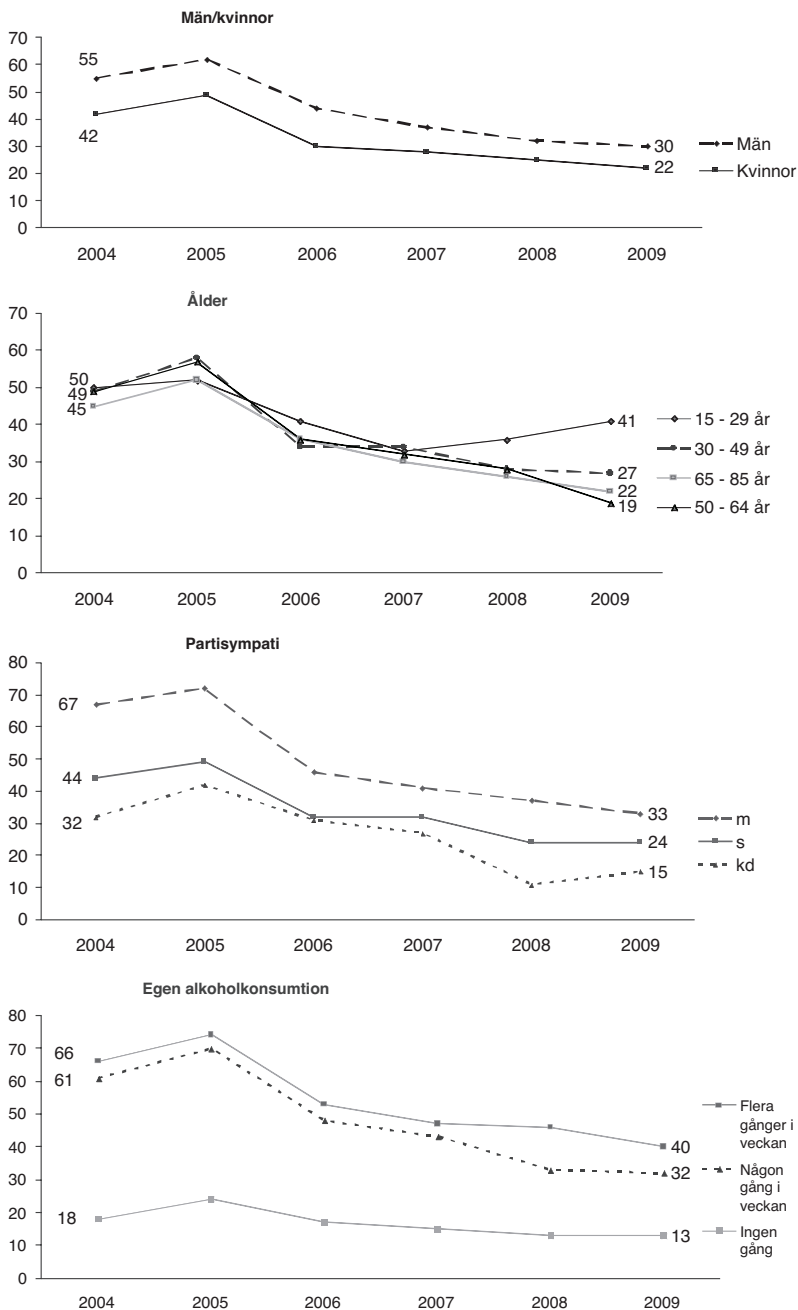 Män/kvinnor
70
60
50
40
30
20
10
0
55
42
30
22
Män
Kvinnor
2004 2005 2006 2007 2008 2009
Ålder
70
60
50
40
30
20
10
0
50
49
45
41
27
22
19
15 - 29 år
30 - 49 år
65 - 85 år
50 - 64 år
2004 2005 2006 2007 2008 2009
Partisympati
80
70
60
50
40
30
20
10
0
67
44
32
33
24
15
m
s
kd
2004 2005 2006 2007 2008 2009
Egen alkoholkonsumtion
80
70
60
50
40
30
20
10
0
66
61
18
40
32
13
Flera
gånger i
veckan
Någon
gång i
veckan
Ingen
gång
2004 2005 2006 2007 2008 2009